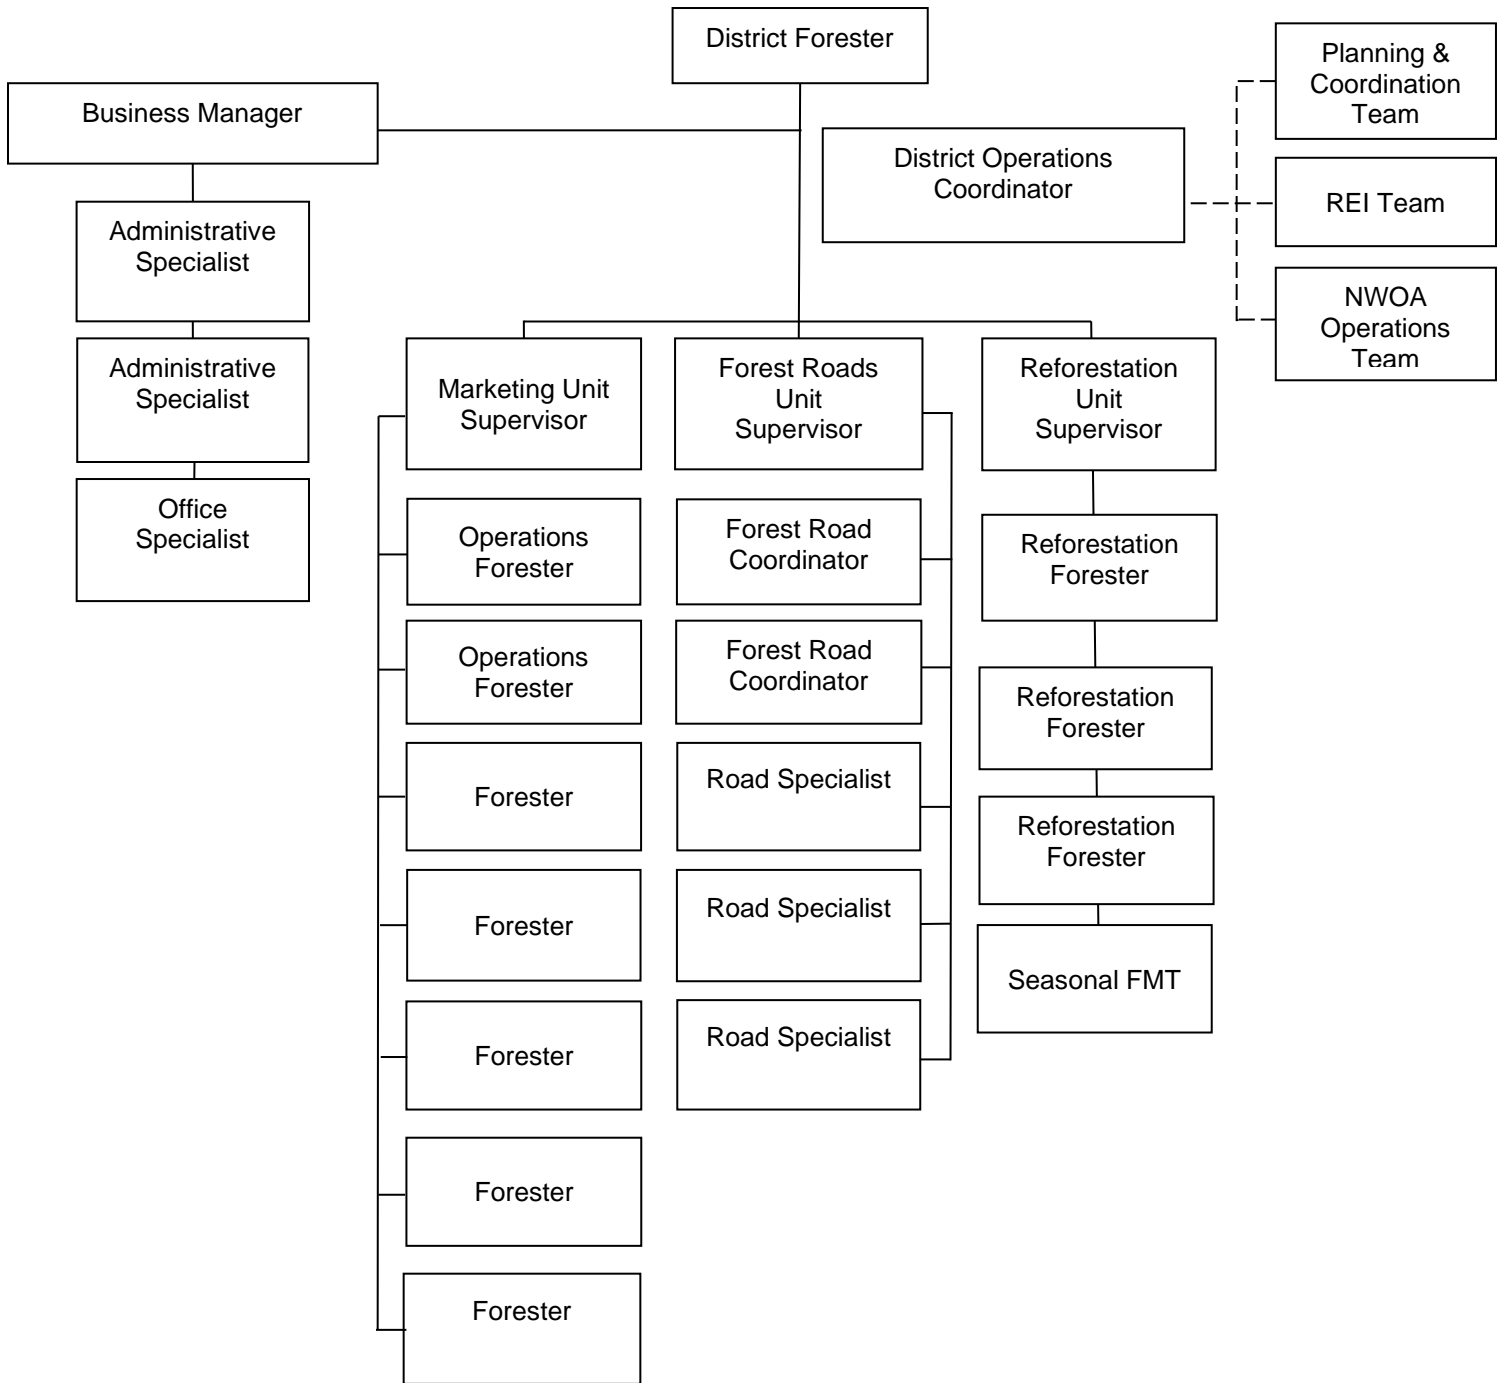 District Forester
Planning &
Coordination
Team
Business Manager
District Operations
Coordinator
REI Team
Administrative
Specialist
NWOA
Operations
Team
Administrative
Specialist
Marketing Unit
Supervisor
Forest Roads
Unit
Supervisor
Reforestation
Unit
Supervisor
Office
Specialist
Operations
Forester
Forest Road
Coordinator
Reforestation
Forester
Operations
Forester
Forest Road
Coordinator
Reforestation
Forester
Forester
Road Specialist
Reforestation
Forester
Forester
Road Specialist
Seasonal FMT
Forester
Road Specialist
Forester
Forester